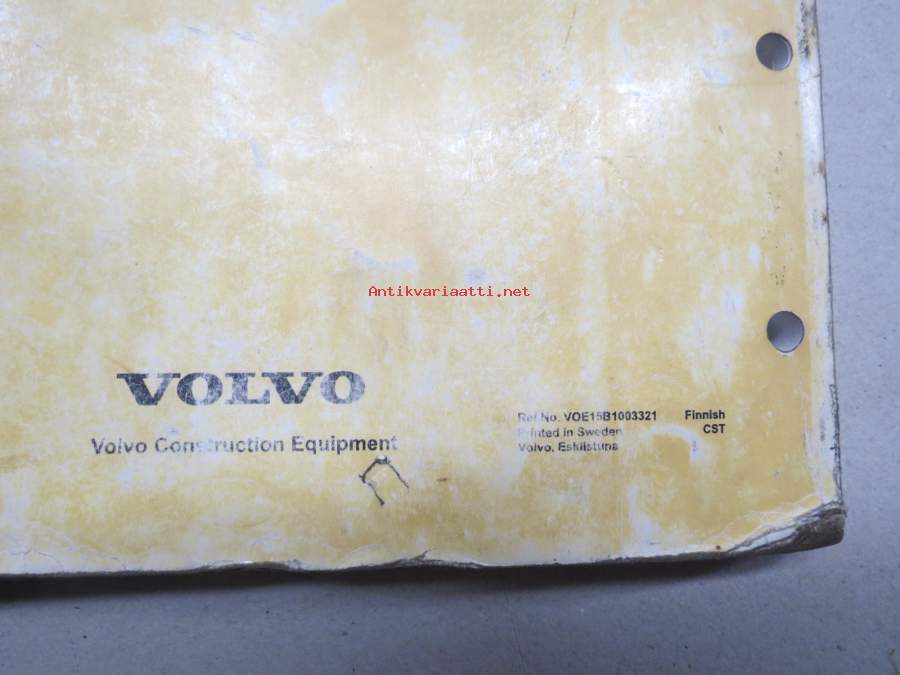 Antikvariaatti.net
VOLVO
Volvo Construction Equipment
Ref No. VOE15B1003321 Finnish
Printed in Sweden CST
Volvo, Eskilstuna